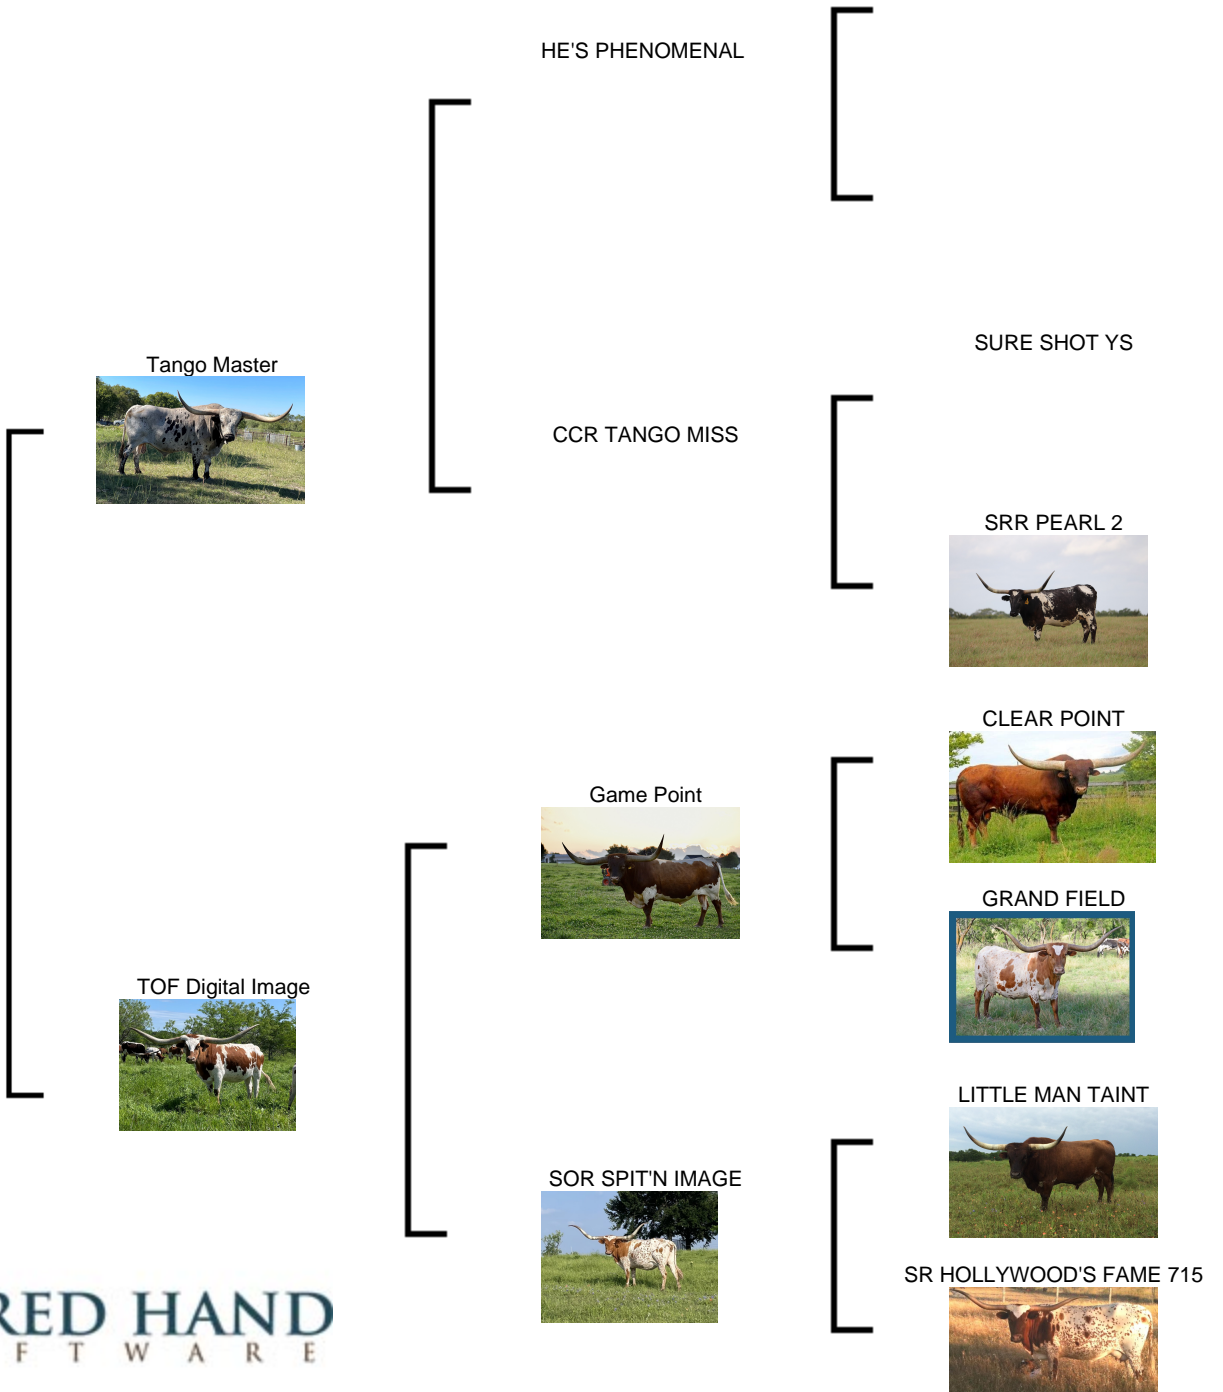 HE'S PHENOMENAL
SURE SHOT YS
Tango Master
CCR TANGO MISS
SRR PEARL 2
CLEAR POINT
Game Point
GRAND FIELD
TOF Digital Image
LITTLE MAN TAINT
SOR SPIT'N IMAGE
SR HOLLYWOOD'S FAME 715
RED HAND
F T W A R E